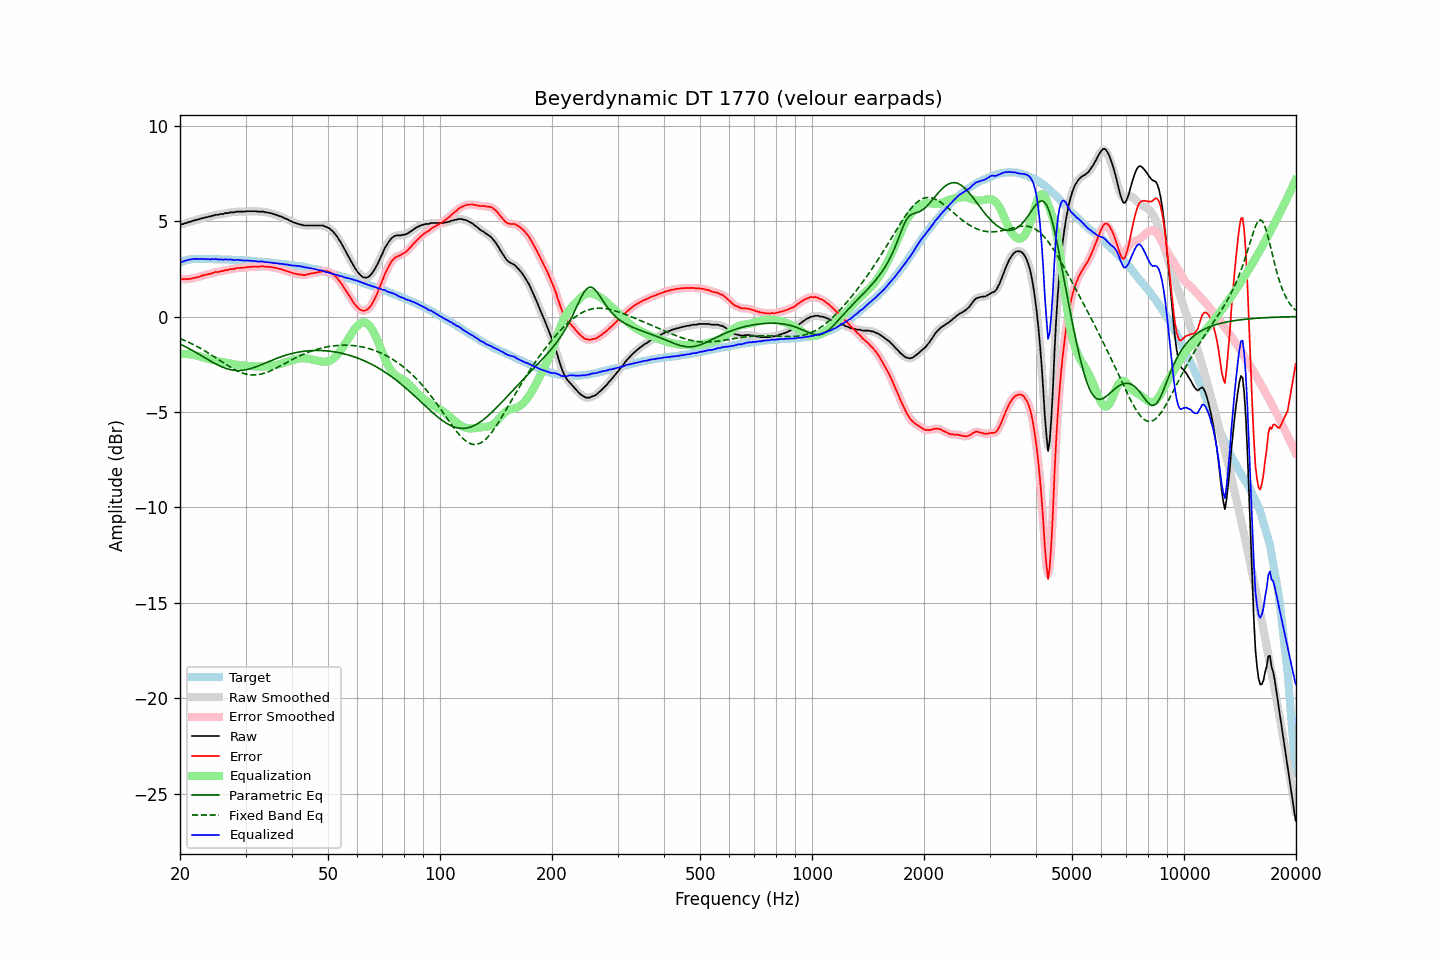 Beyerdynamic DT 1770 (velour earpads)
10
5
0
−5
−10
−15
−20
−25
Amplitude (dBr)
Target
Raw Smoothed
Error Smoothed
Raw
Error
Equalization
Parametric Eq
Fixed Band Eq
Equalized
20
50
100
200
500
1000
2000
5000
10000
20000
Frequency (Hz)